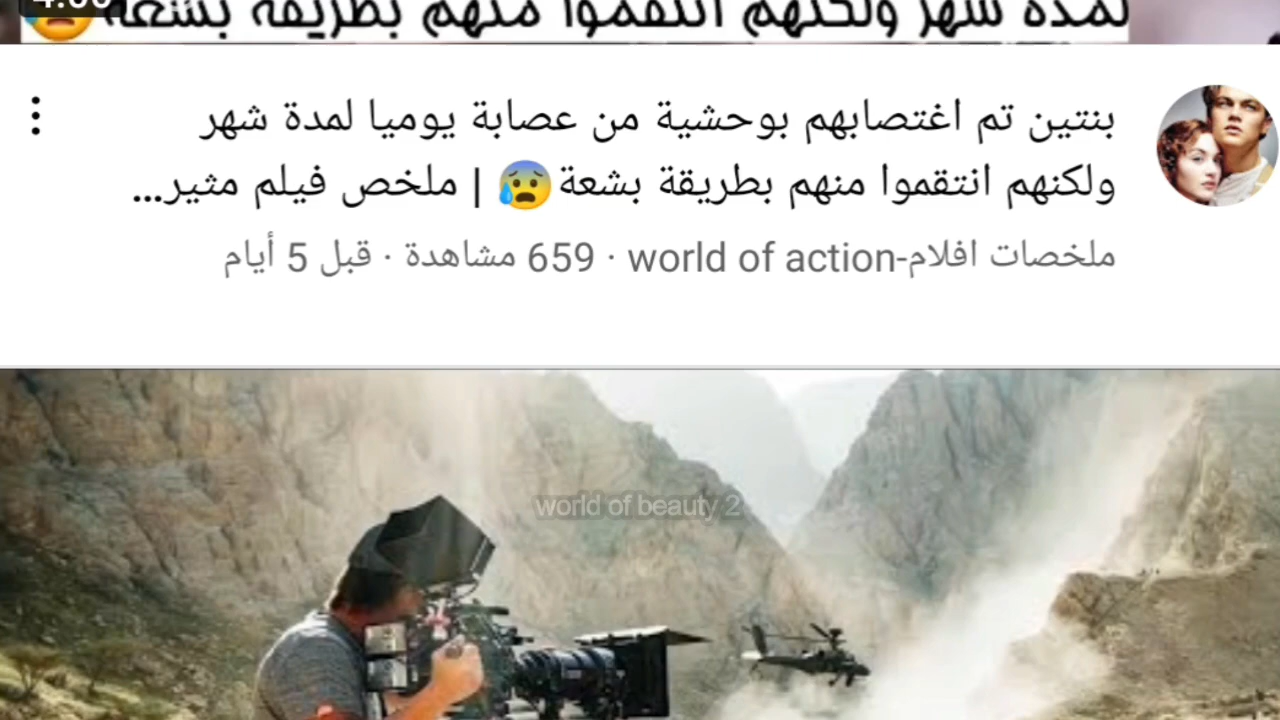 لمدة شهر ولكنهم انتقموا منهم بطريقة بشعة😰
بنتين تم اغتصابهم بوحشية من عصابة يوميا لمدة شهر
ولكنهم انتقموا منهم بطريقة بشعة😰 | ملخص فيلم مثير...
ملخصات افلام-world of action · 659 مشاهدة · قبل 5 أيام
world of beauty 2